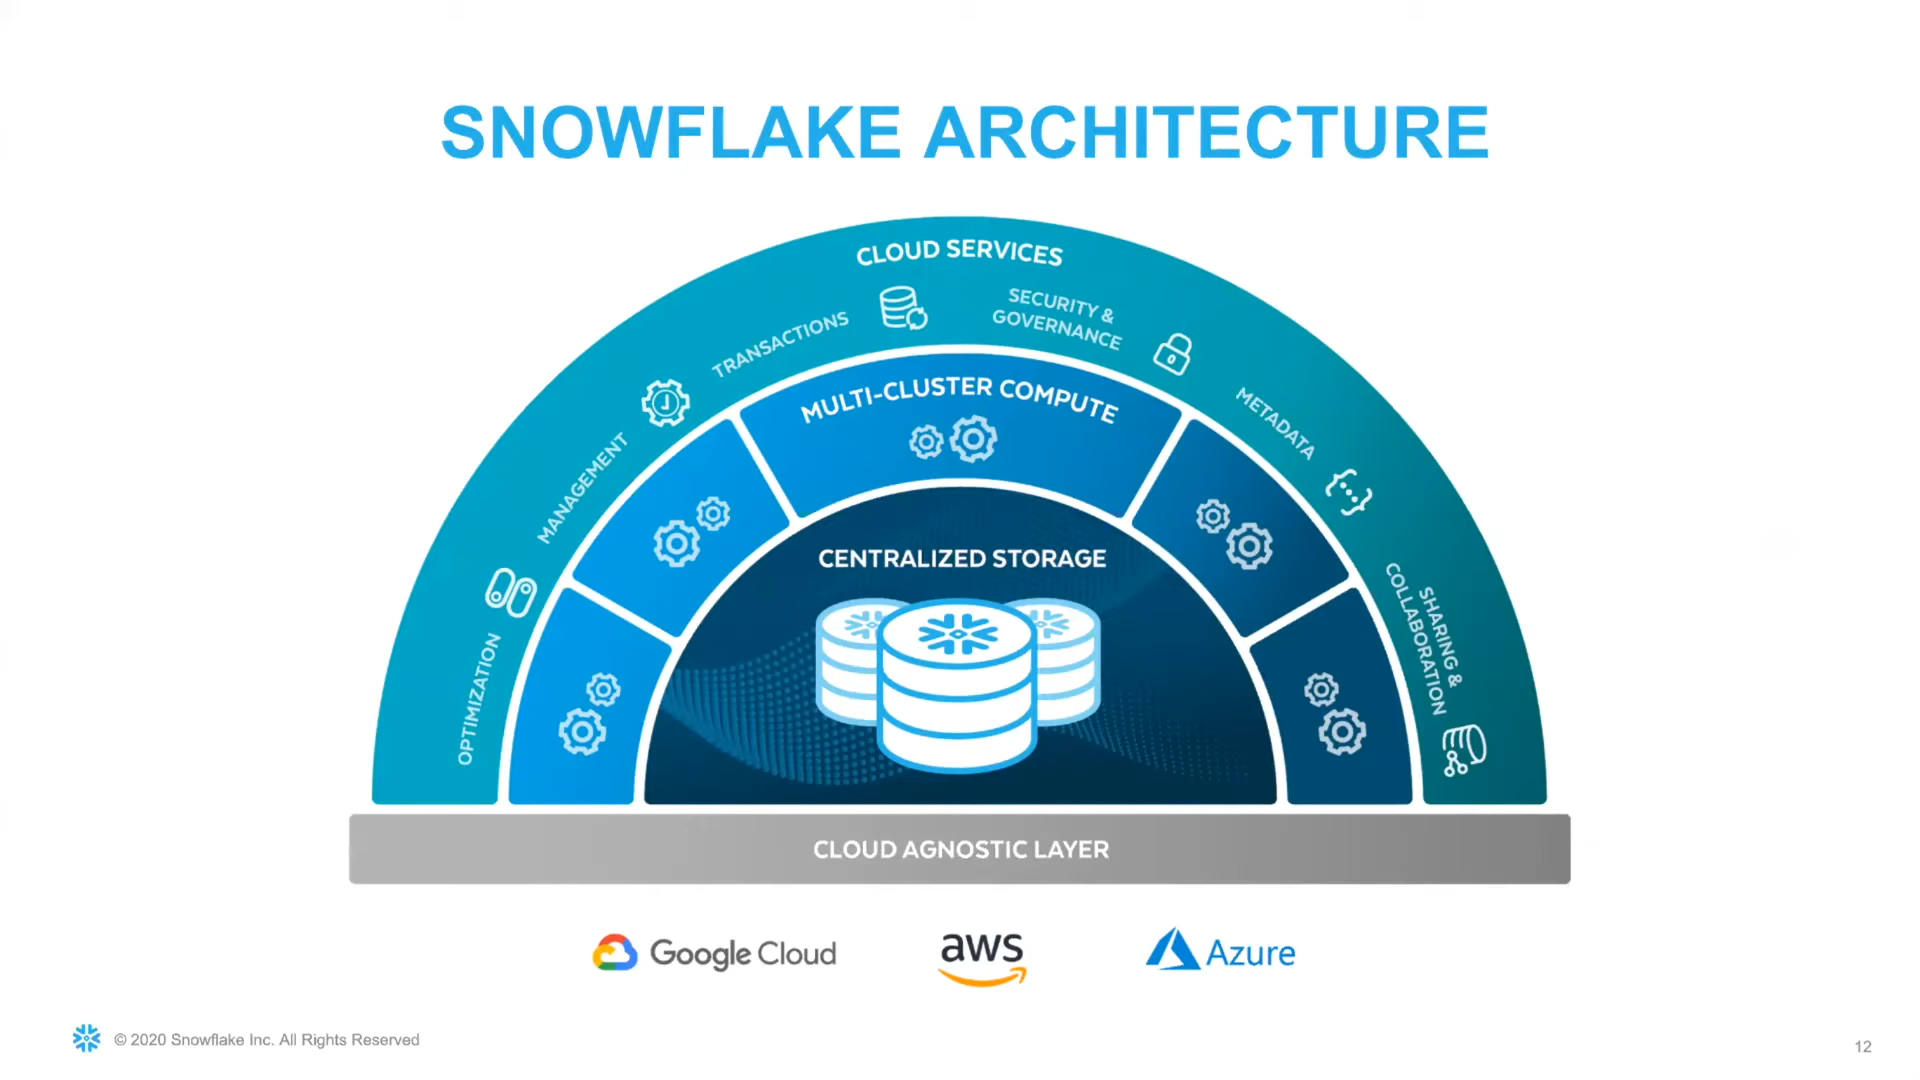 SNOWFLAKE ARCHITECTURE
CLOUD SERVICES
OPTIMIZATION
MANAGEMENT
TRANSACTIONS
SECURITY &
GOVERNANCE
METADATA
SHARING &
COLLABORATION
MULTI-CLUSTER COMPUTE
CENTRALIZED STORAGE
CLOUD AGNOSTIC LAYER
Google Cloud
aws
Azure
© 2020 Snowflake Inc. All Rights Reserved
12